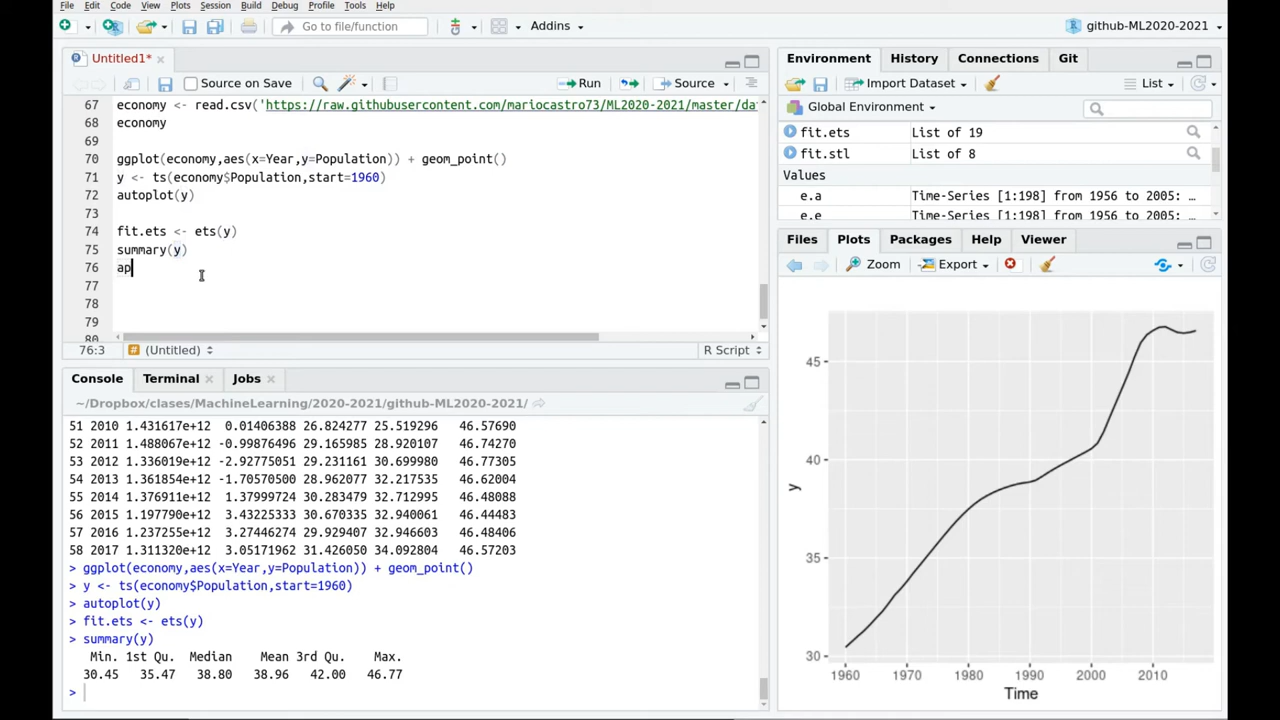 File Edit Code View Plots Session Build Debug Profile Tools Help
Go to file/function Addins github-ML2020-2021
Untitled1*
Source on Save Run Source
67 economy <- read.csv('https://raw.githubusercontent.com/mariocastro73/ML2020-2021/master/da
68 economy
69
70 ggplot(economy,aes(x=Year,y=Population)) + geom_point()
71 y <- ts(economy$Population,start=1960)
72 autoplot(y)
73
74 fit.ets <- ets(y)
75 summary(y)
76 ap
77
78
79
80
76:3 (Untitled) R Script
Console Terminal Jobs
~/Dropbox/clases/MachineLearning/2020-2021/github-ML2020-2021/
51 2010 1.431617e+12 0.01406388 26.824277 25.519296 46.57690
52 2011 1.488067e+12 -0.99876496 29.165985 28.920107 46.74270
53 2012 1.336019e+12 -2.92775051 29.231161 30.699980 46.77305
54 2013 1.361854e+12 -1.70570500 28.962077 32.217535 46.62004
55 2014 1.376911e+12 1.37999724 30.283479 32.712995 46.48088
56 2015 1.197790e+12 3.43225333 30.670335 32.940061 46.44483
57 2016 1.237255e+12 3.27446274 29.929407 32.946603 46.48406
58 2017 1.311320e+12 3.05171962 31.426050 34.092804 46.57203
> ggplot(economy,aes(x=Year,y=Population)) + geom_point()
> y <- ts(economy$Population,start=1960)
> autoplot(y)
> fit.ets <- ets(y)
> summary(y)
Min. 1st Qu. Median Mean 3rd Qu. Max.
30.45 35.47 38.80 38.96 42.00 46.77
>
Environment History Connections Git
Import Dataset List
Global Environment
fit.ets List of 19
fit.stl List of 8
Values
e.a Time-Series [1:198] from 1956 to 2005: …
e.e Time-Series [1:198] from 1956 to 2005: …
Files Plots Packages Help Viewer
Zoom Export
45
40
35
30
y
1960 1970 1980 1990 2000 2010
Time